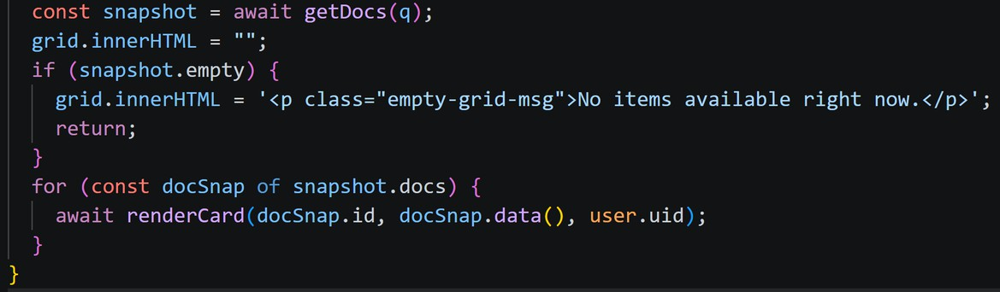 const snapshot = await getDocs(q);
grid.innerHTML = "";
if (snapshot.empty) {
grid.innerHTML = '<p class="empty-grid-msg">No items available right now.</p>';
return;
}
for (const docSnap of snapshot.docs) {
await renderCard(docSnap.id, docSnap.data(), user.uid);
}
}